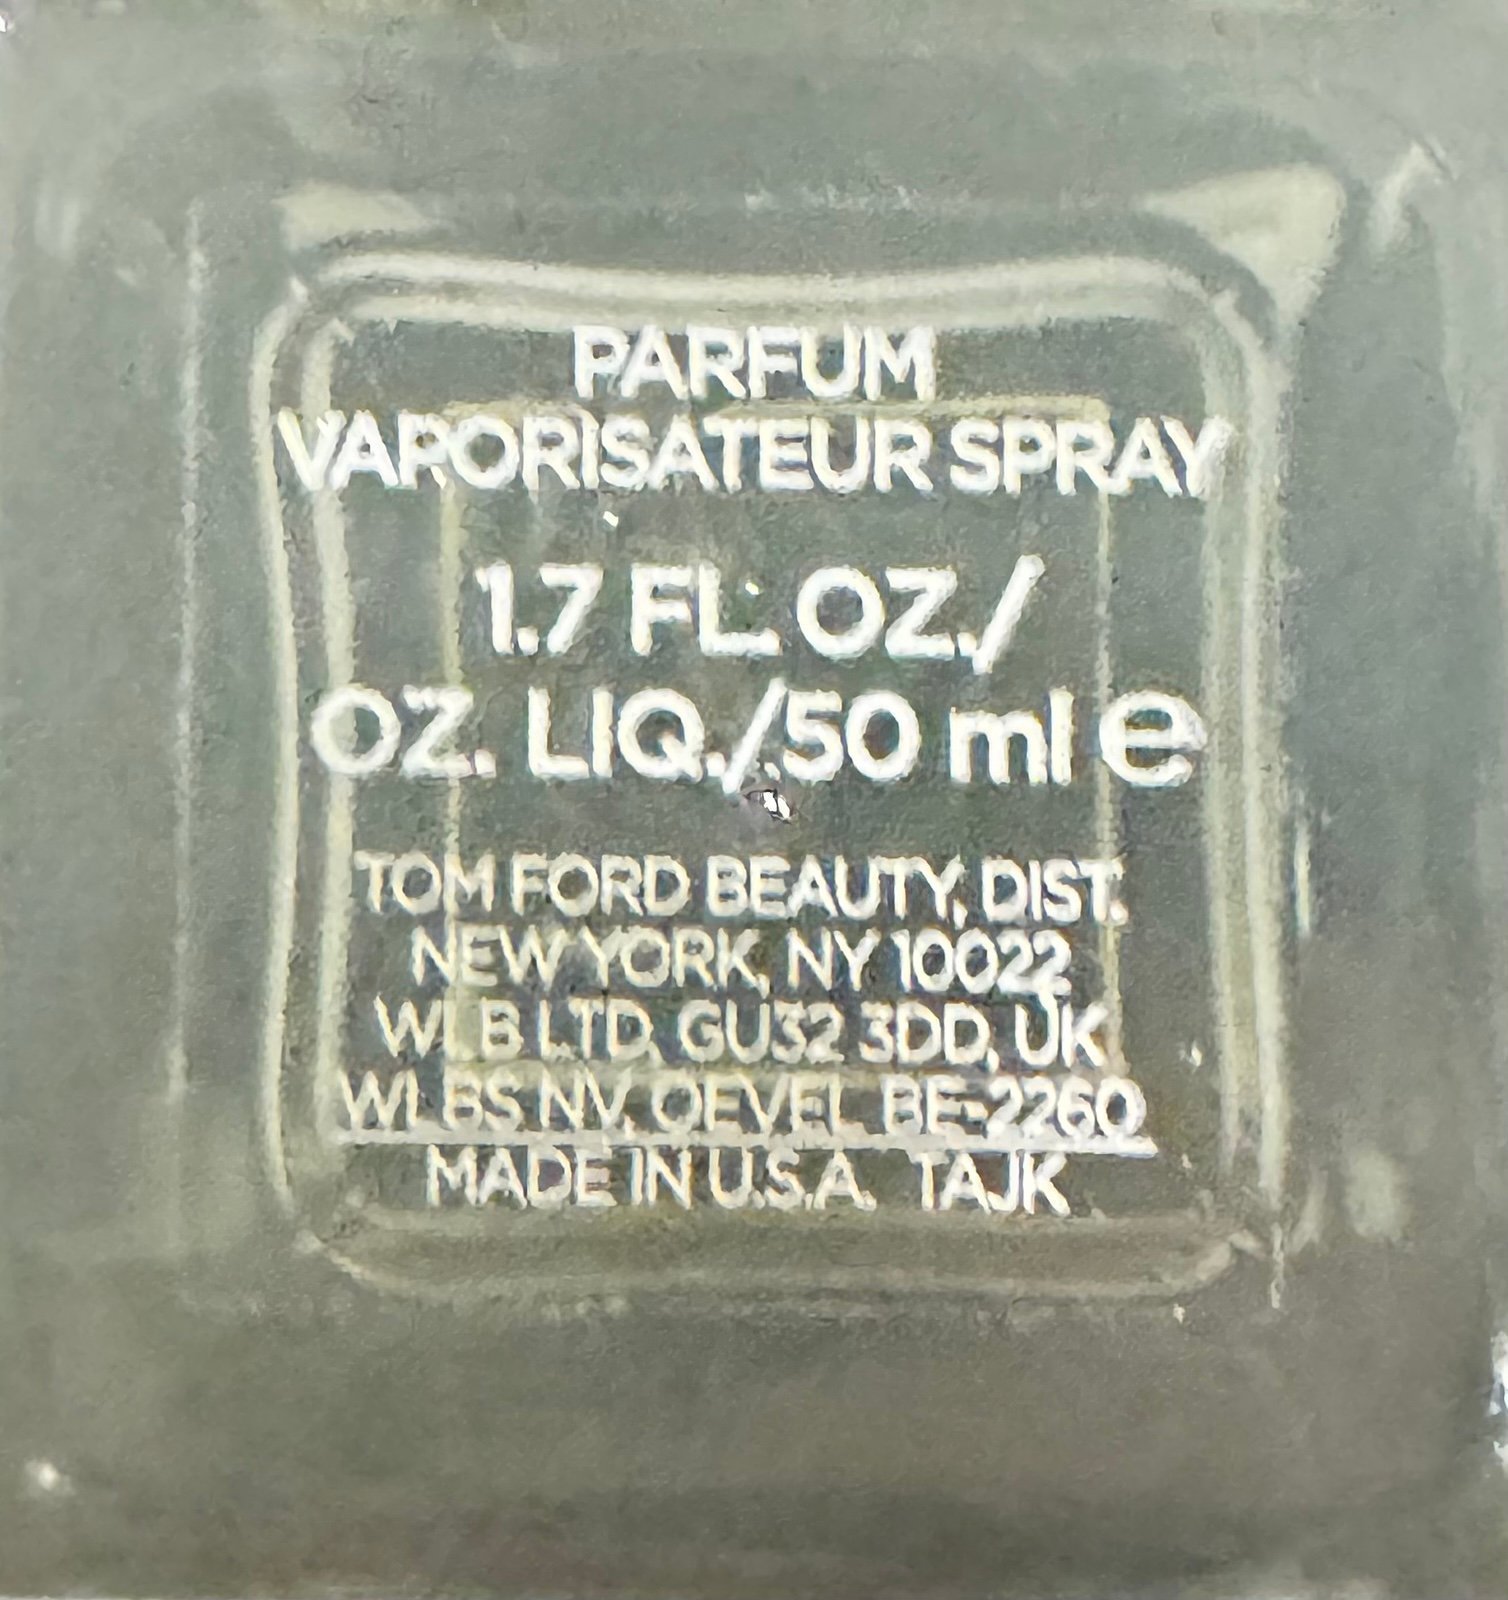 PARFUM
VAPORISATEUR SPRAY
1.7 FL. OZ./
OZ. LIQ./50 ml e
TOM FORD BEAUTY, DIST.
NEW YORK, NY 10022
WLB LTD, GU32 3DD, UK
WLBS NV, OEVEL BE-2260
MADE IN U.S.A. TAJK